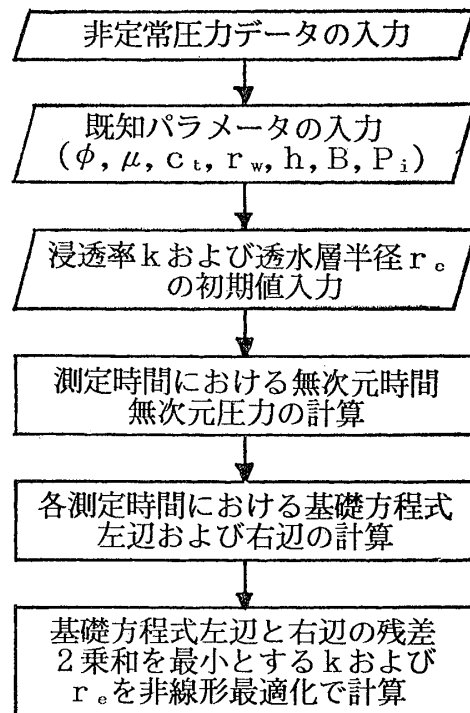 非定常圧力データの入力
既知パラメータの入力
(φ, μ, cₜ, r_w, h, B, Pᵢ)
浸透率kおよび透水層半径r_c
の初期値入力
測定時間における無次元時間
無次元圧力の計算
各測定時間における基礎方程式
左辺および右辺の計算
基礎方程式左辺と右辺の残差
2乗和を最小とするkおよび
rₑを非線形最適化で計算